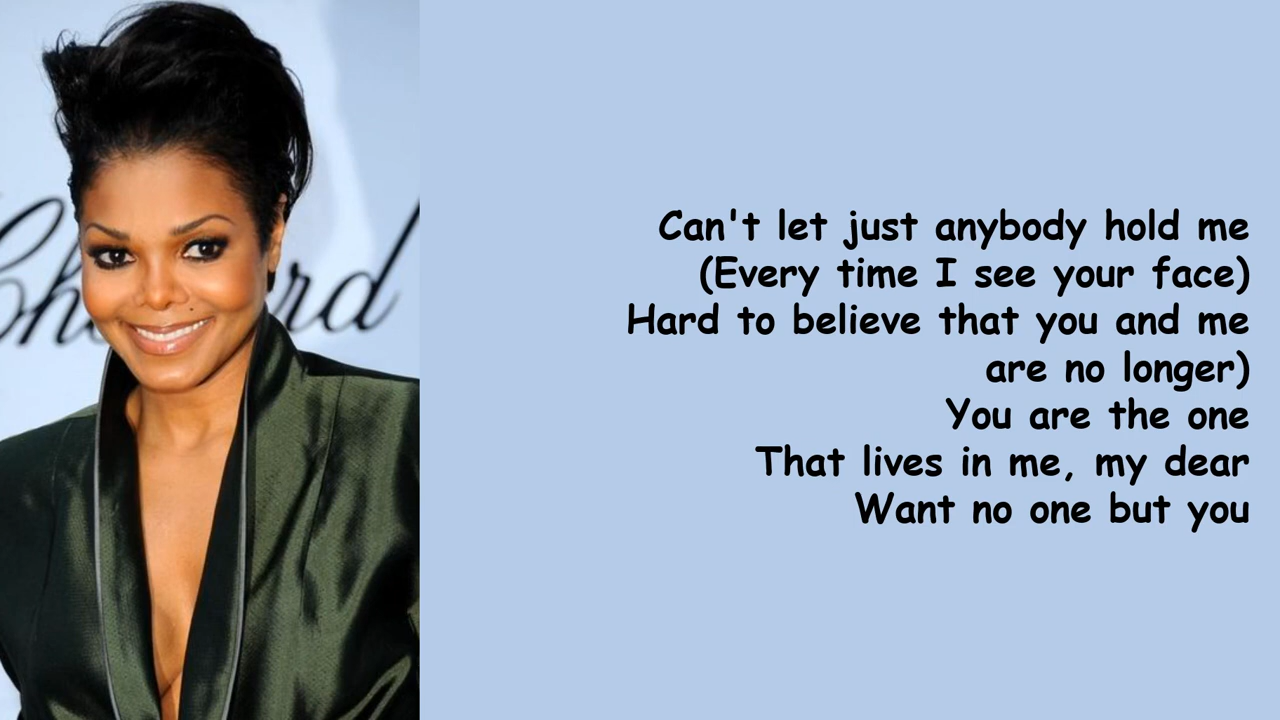 Chopard
Can't let just anybody hold me
(Every time I see your face)
Hard to believe that you and me
are no longer)
You are the one
That lives in me, my dear
Want no one but you